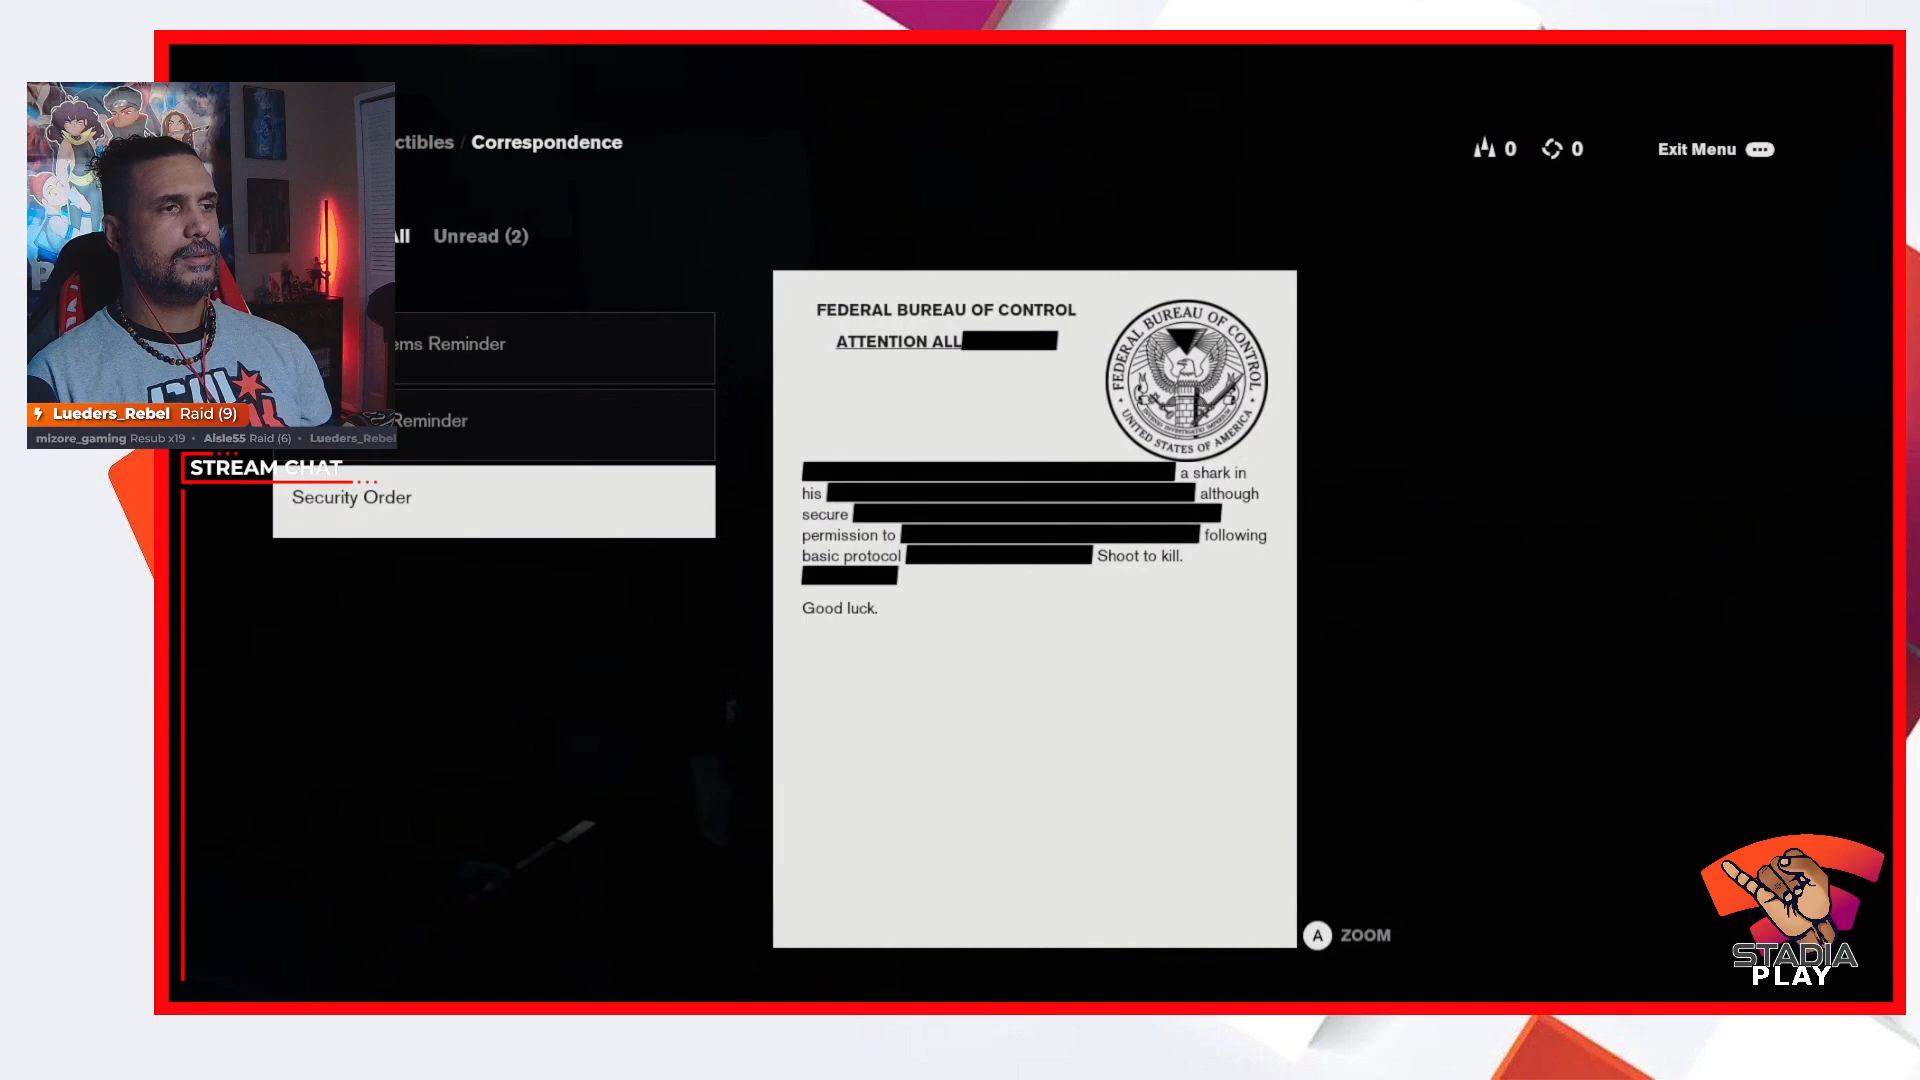 ctibles / Correspondence
0
0
Exit Menu
All Unread (2)
ems Reminder
Reminder
Security Order
FEDERAL BUREAU OF CONTROL
ATTENTION ALL
FEDERAL BUREAU OF CONTROL
UNITED STATES OF AMERICA
a shark in
his although
secure
permission to following
basic protocol Shoot to kill.
Good luck.
A ZOOM
Lueders_Rebel Raid (9)
mizore_gaming Resub x19 • Aisle55 Raid (6) • Lueders_Rebel
STREAM CHAT
STADIA
PLAY